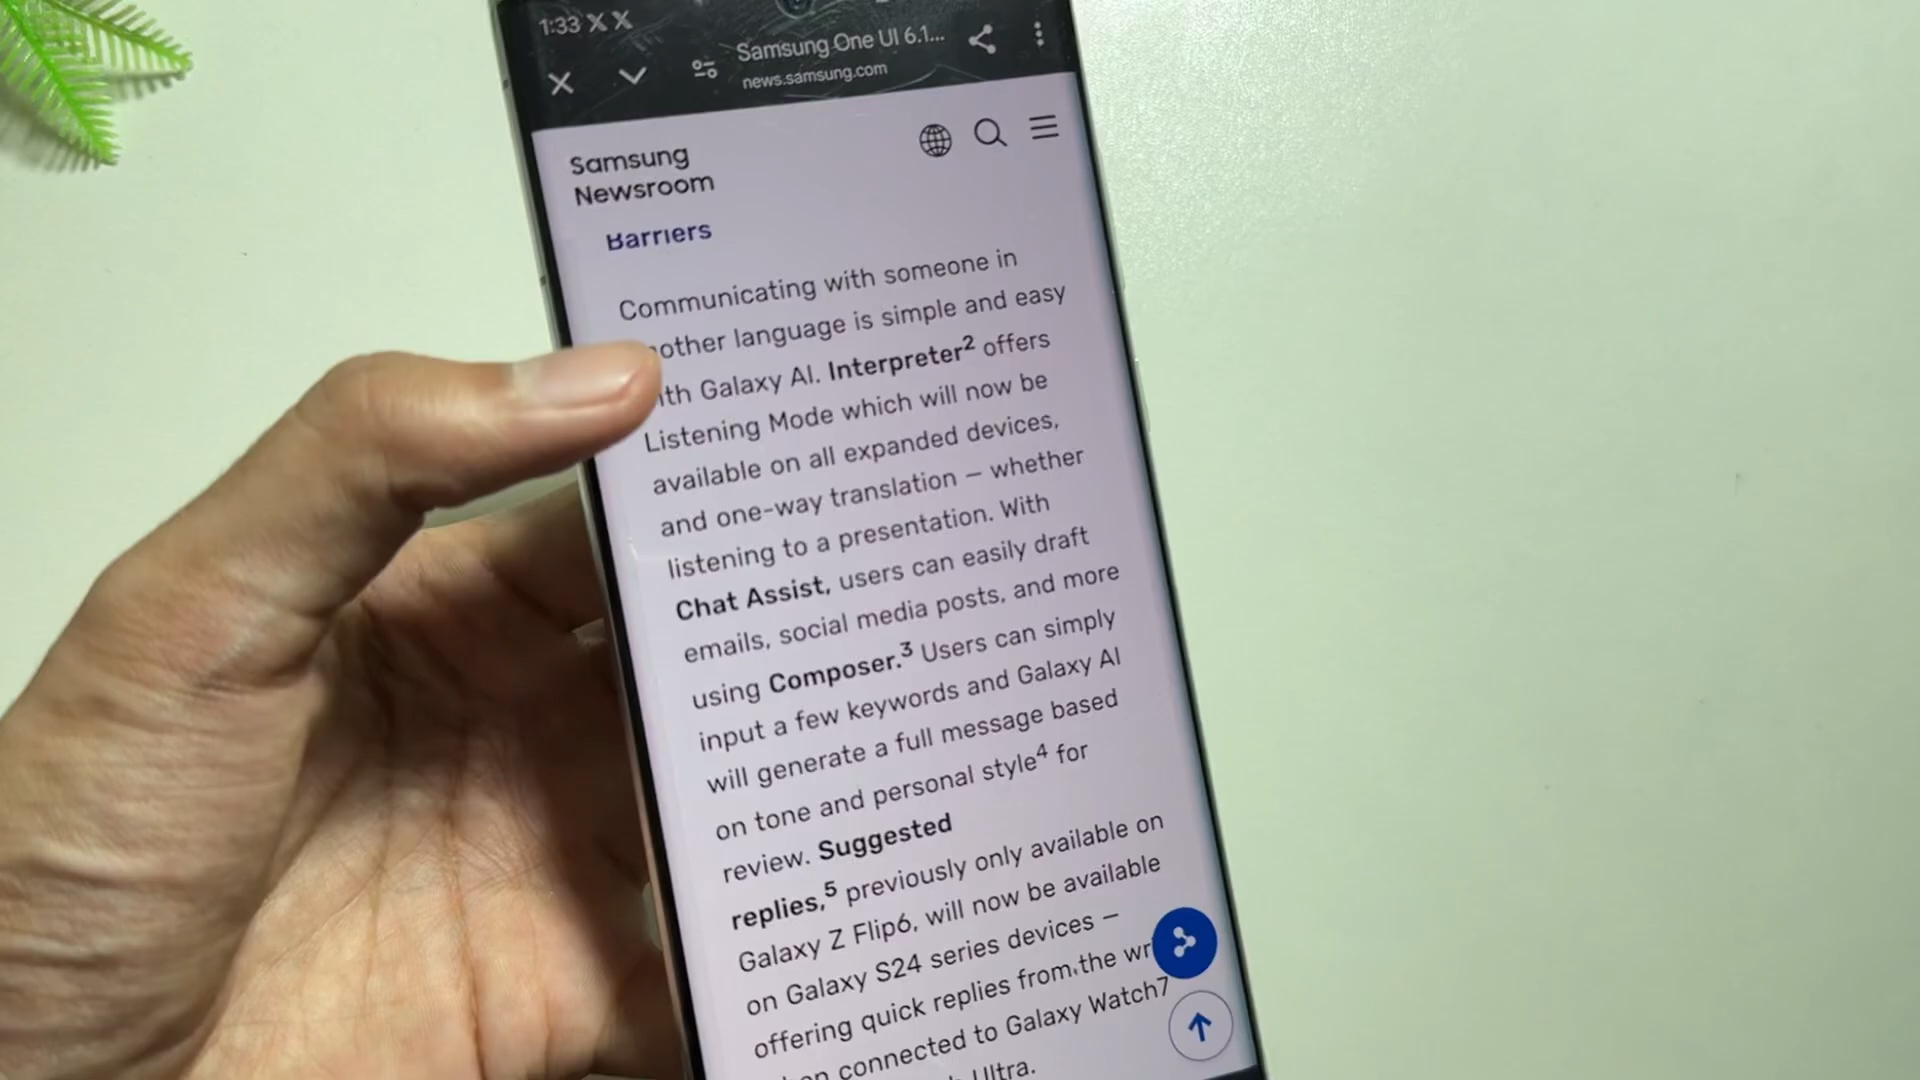 1:33 X X
Samsung One UI 6.1...
news.samsung.com
Samsung
Newsroom
Barriers
Communicating with someone in
other language is simple and easy
th Galaxy AI. Interpreter² offers
Listening Mode which will now be
available on all expanded devices,
and one-way translation – whether
listening to a presentation. With
Chat Assist, users can easily draft
emails, social media posts, and more
using Composer.³ Users can simply
input a few keywords and Galaxy AI
will generate a full message based
on tone and personal style⁴ for
review. Suggested
replies,⁵ previously only available on
Galaxy Z Flip6, will now be available
on Galaxy S24 series devices –
offering quick replies from the wr
connected to Galaxy Watch7
Ultra.